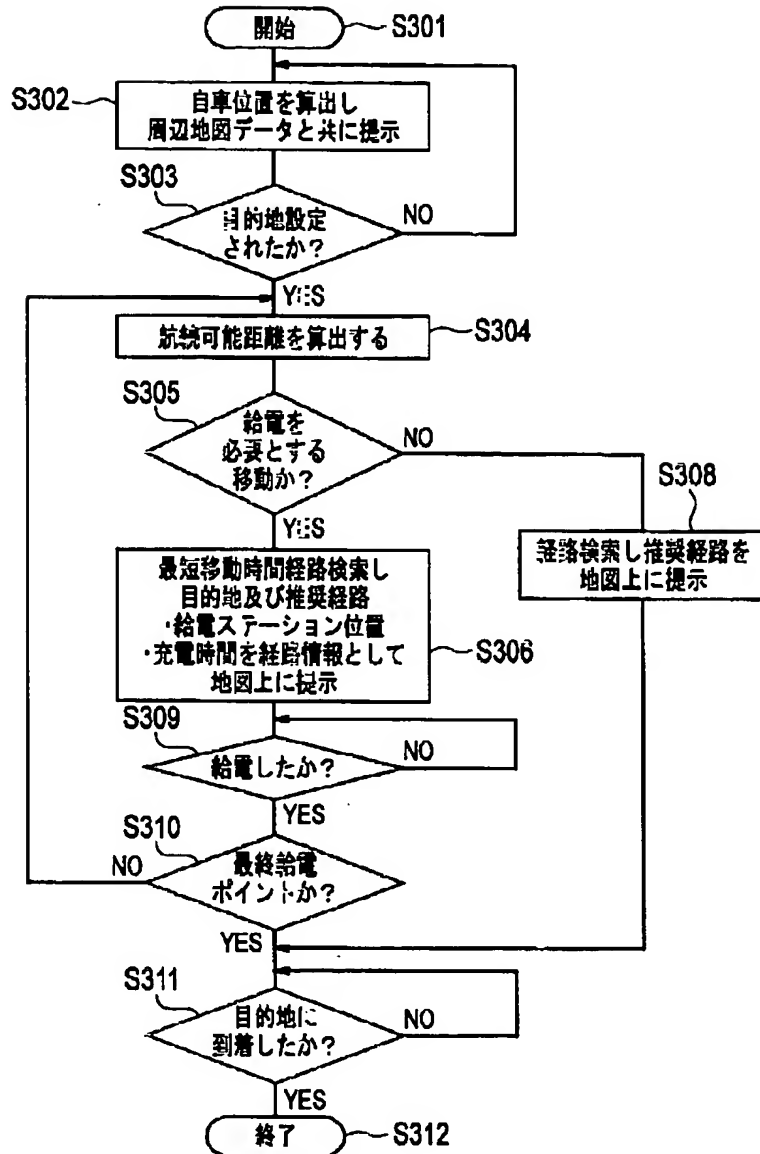 開始
S301
S302
自車位置を算出し
周辺地図データと共に提示
S303
目的地設定
されたか？
NO
YES
航続可能距離を算出する
S304
S305
給電を
必要とする
移動か？
NO
YES
S308
経路検索し推奨経路を
地図上に提示
最短移動時間経路検索し
目的地及び推奨経路
・給電ステーション位置
・充電時間を経路情報として
地図上に提示
S306
S309
給電したか？
NO
YES
S310
最終給電
ポイントか？
NO
YES
S311
目的地に
到着したか？
NO
YES
終了
S312